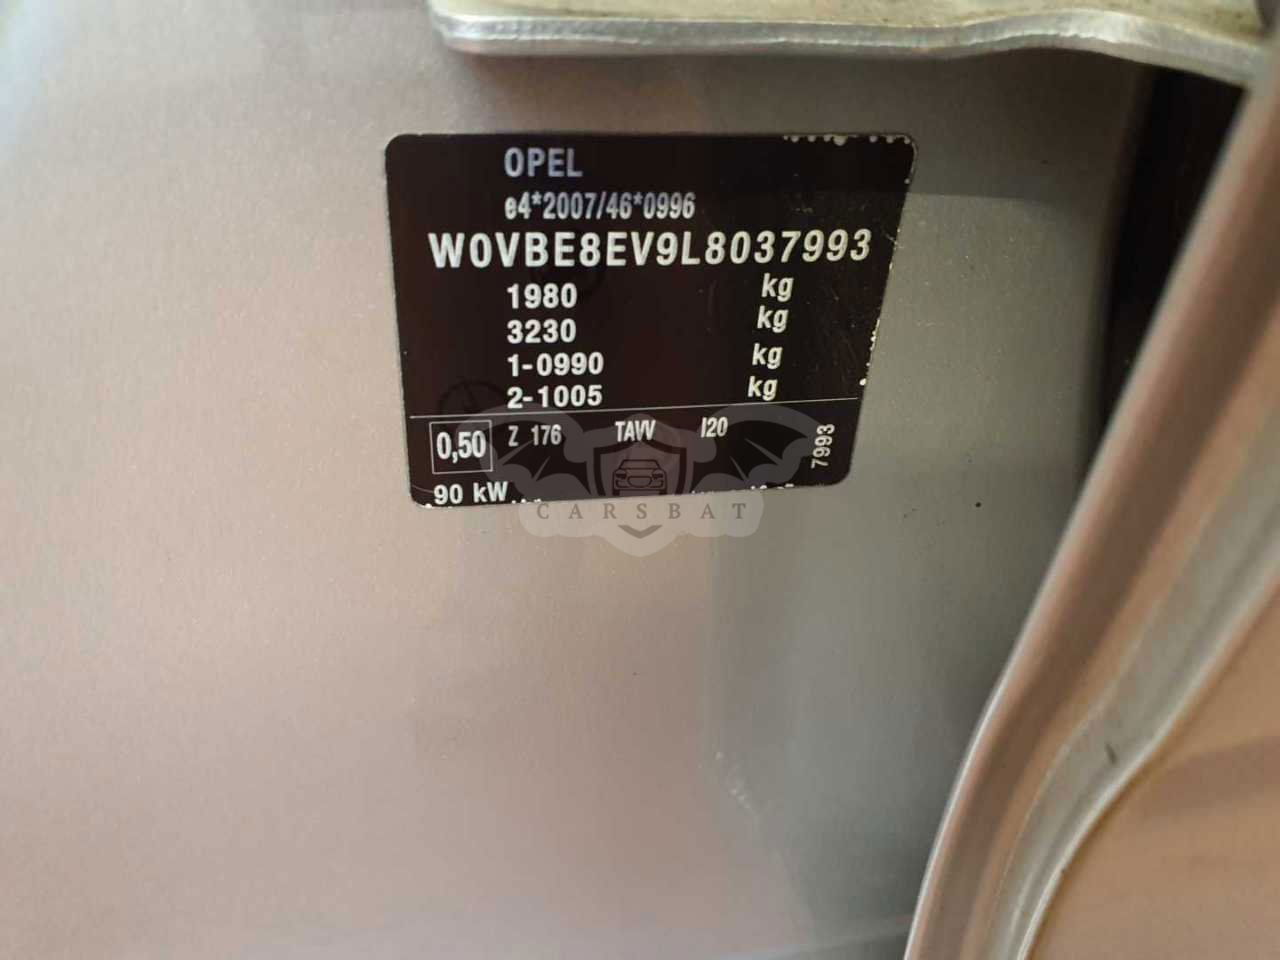 OPEL
e4*2007/46*0996
W0VBE8EV9L8037993
1980 kg
3230 kg
1-0990 kg
2-1005 kg
0,50 Z 176 TAVV I20 7993
90 kW
CARSBAT